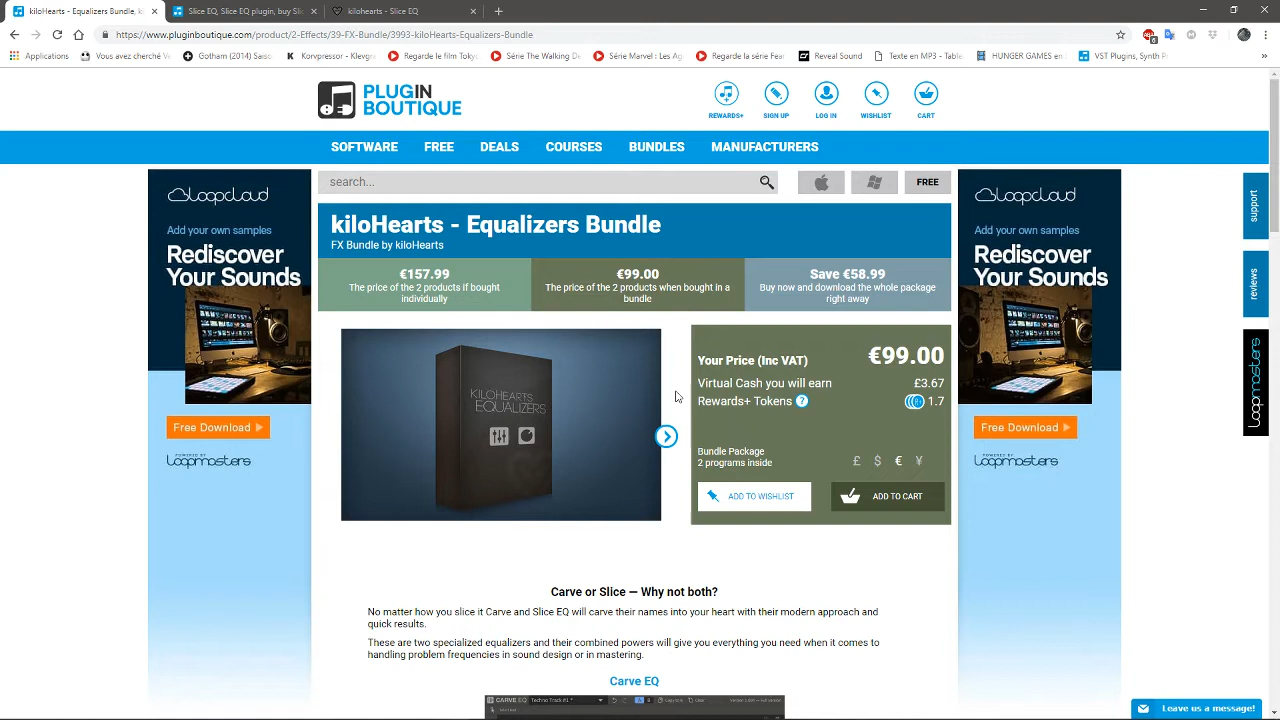 kiloHearts - Equalizers Bundle, k
Slice EQ, Slice EQ plugin, buy Slic
kiloHearts - Slice EQ
https://www.pluginboutique.com/product/2-Effects/39-FX-Bundle/3993-kiloHearts-Equalizers-Bundle
Applications
Vous avez cherché Ve
Gotham (2014) Saison
Korvpressor - Klevgra
Regarde le film
Série The Walking De
Série Marvel : Les Ag
Regarde la série Fear
Reveal Sound
Texte en MP3 - Table
HUNGER GAMES en
VST Plugins, Synth Pr
»
PLUGIN
BOUTIQUE
REWARDS+
SIGN UP
LOG IN
WISHLIST
CART
SOFTWARE
FREE
DEALS
COURSES
BUNDLES
MANUFACTURERS
search...
FREE
kiloHearts - Equalizers Bundle
FX Bundle by kiloHearts
€157.99
The price of the 2 products if bought
individually
€99.00
The price of the 2 products when bought in a
bundle
Save €58.99
Buy now and download the whole package
right away
KILOHEARTS
EQUALIZERS
Your Price (Inc VAT)
€99.00
Virtual Cash you will earn
£3.67
Rewards+ Tokens ?
1.7
Bundle Package
2 programs inside
£ $ € ¥
ADD TO WISHLIST
ADD TO CART
Carve or Slice — Why not both?
No matter how you slice it Carve and Slice EQ will carve their names into your heart with their modern approach and
quick results.
These are two specialized equalizers and their combined powers will give you everything you need when it comes to
handling problem frequencies in sound design or in mastering.
Carve EQ
CARVE EQ
Techno Track #1 *
A
B
Clear
Loopcloud
Add your own samples
Rediscover
Your Sounds
Free Download
POWERED BY
Loopmasters
Loopcloud
Add your own samples
Rediscover
Your Sounds
Free Download
POWERED BY
Loopmasters
support
reviews
Loopmasters
Leave us a message!